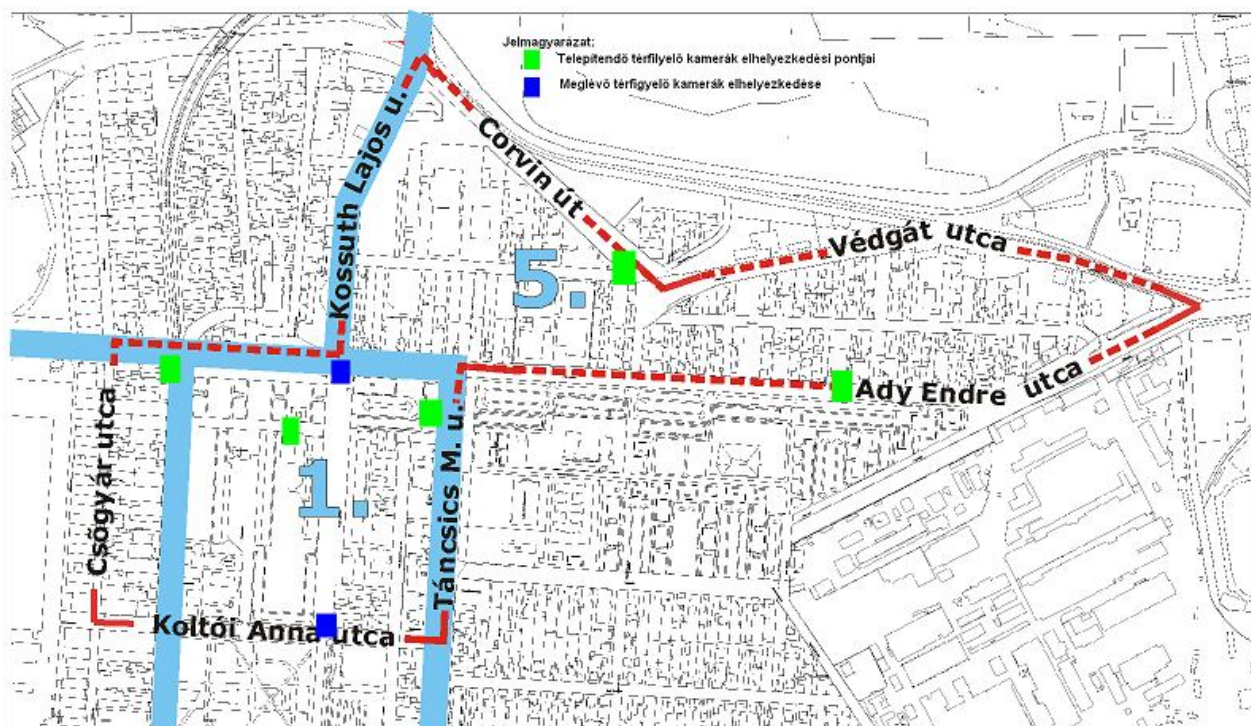 Jelmagyarázat:
Telepítendő térfilyelő kamerák elhelyezkedési pontjai
Meglévő térfigyelő kamerák elhelyezkedése
Kossuth Lajos u.
Corvin út
Védgát utca
5.
Ady Endre utca
Csőgyár utca
Táncsics M. u.
1.
Koltói Anna utca